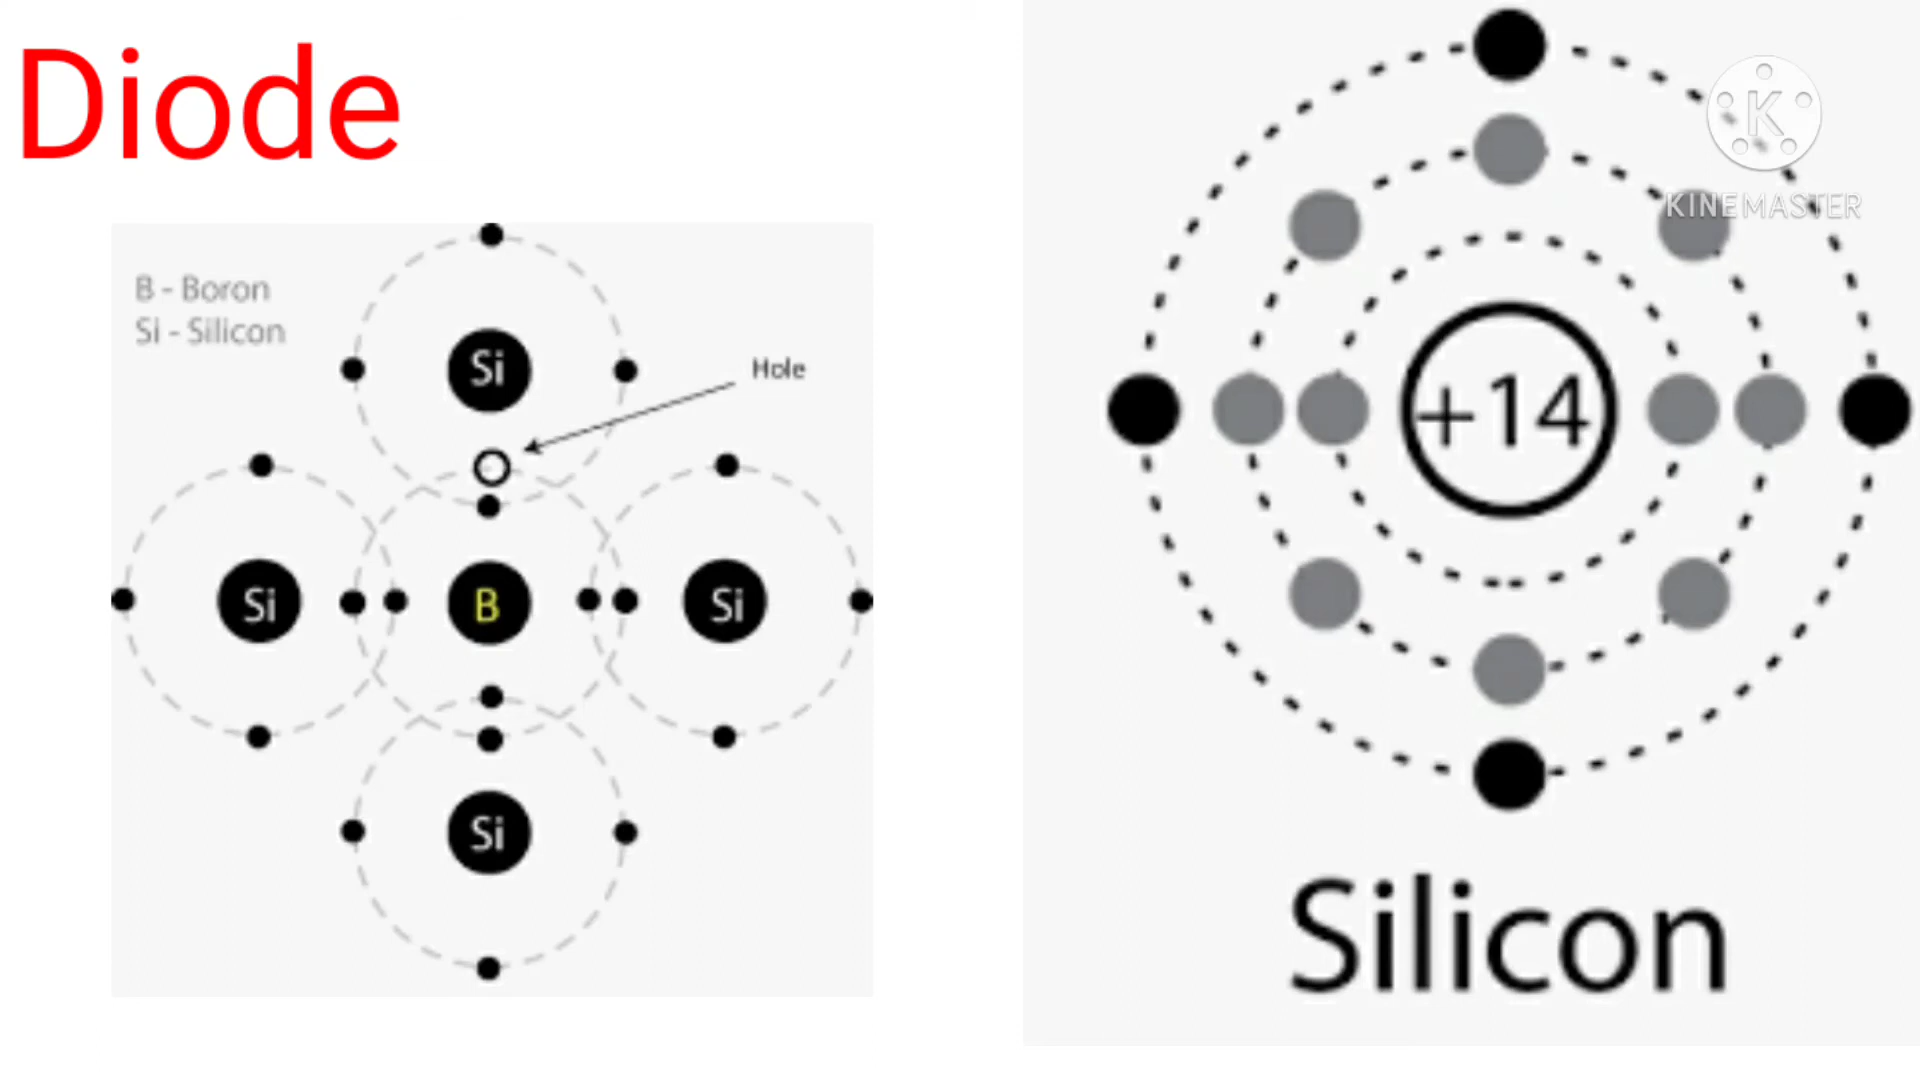 Diode
B - Boron
Si - Silicon
Si
Hole
Si
B
Si
Si
K
KINEMASTER
+14
Silicon